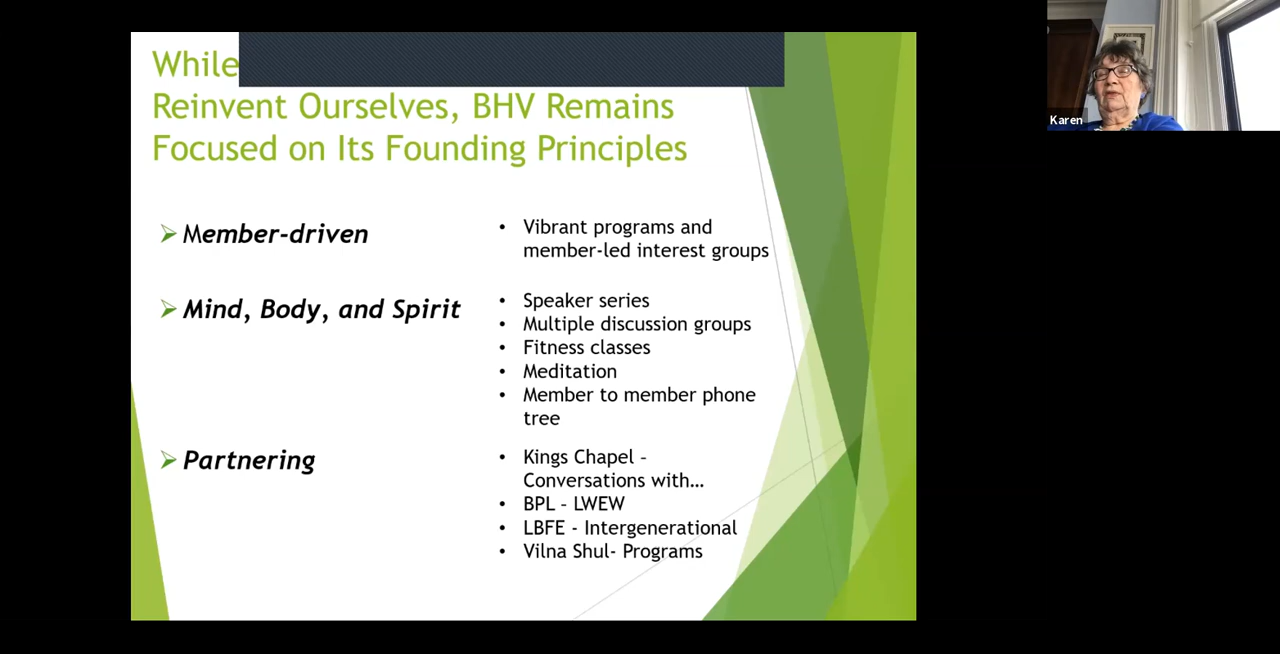 While
Reinvent Ourselves, BHV Remains
Focused on Its Founding Principles
Member-driven
• Vibrant programs and
member-led interest groups
Mind, Body, and Spirit
• Speaker series
• Multiple discussion groups
• Fitness classes
• Meditation
• Member to member phone
tree
Partnering
• Kings Chapel –
Conversations with…
• BPL – LWEW
• LBFE - Intergenerational
• Vilna Shul- Programs
Karen